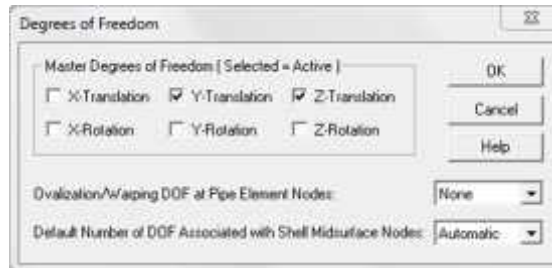 Degrees of Freedom
Master Degrees of Freedom [ Selected = Active ]
X-Translation Y-Translation Z-Translation
X-Rotation Y-Rotation Z-Rotation
OK
Cancel
Help
Ovalization/Warping DOF at Pipe Element Nodes: None
Default Number of DOF Associated with Shell Midsurface Nodes: Automatic